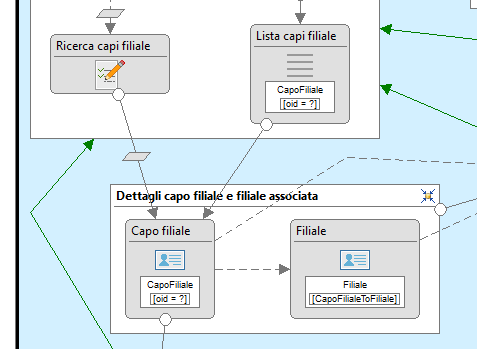 Ricerca capi filiale
Lista capi filiale
CapoFiliale
[oid = ?]
Dettagli capo filiale e filiale associata
Capo filiale
CapoFiliale
[oid = ?]
Filiale
Filiale
[CapoFilialeToFiliale]